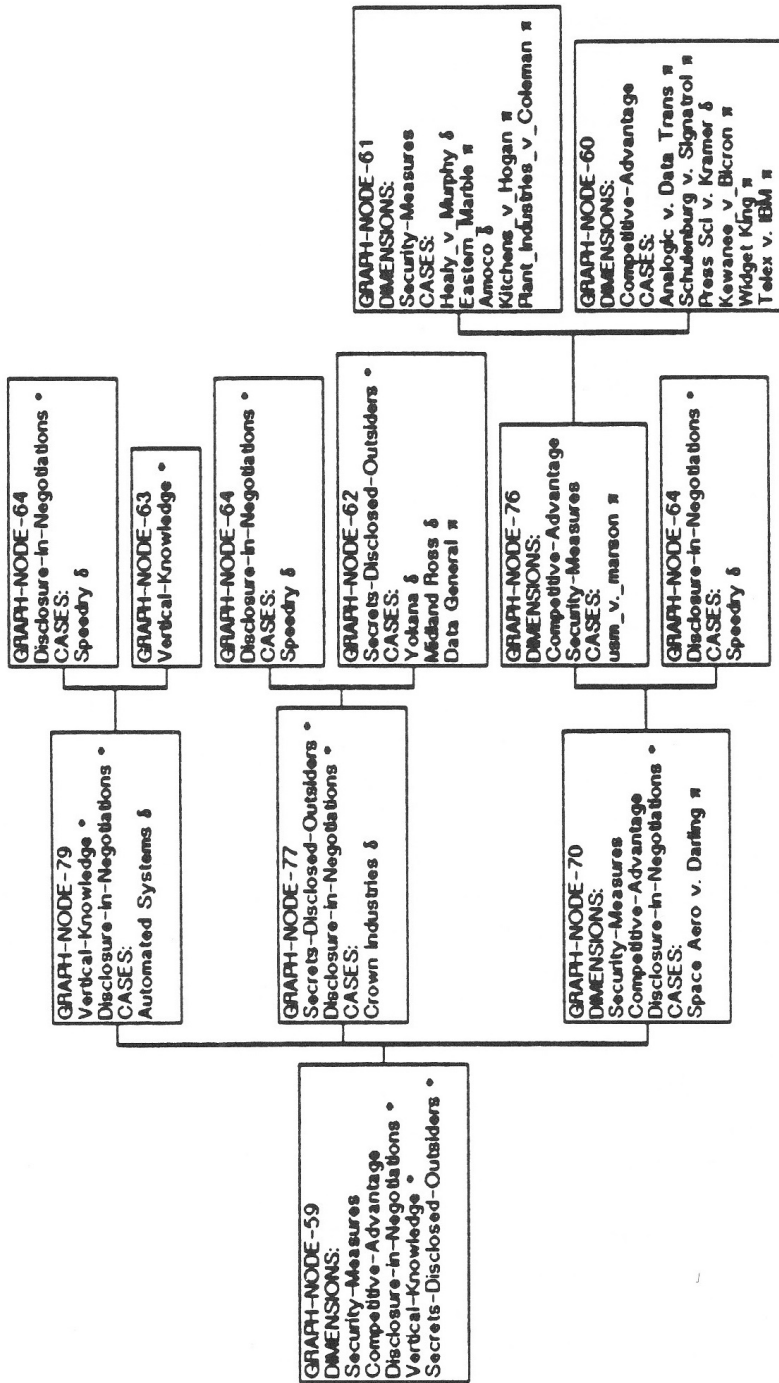 GRAPH-NODE-59
DIMENSIONS:
Security-Measures
Competitive-Advantage
Disclosure-in-Negotiations *
Vertical-Knowledge *
Secrets-Disclosed-Outsiders *
GRAPH-NODE-79
Vertical-Knowledge *
Disclosure-in-Negotiations *
CASES:
Automated Systems δ
GRAPH-NODE-77
Secrets-Disclosed-Outsiders *
Disclosure-in-Negotiations *
CASES:
Crown Industries δ
GRAPH-NODE-70
DIMENSIONS:
Security-Measures
Competitive-Advantage
Disclosure-in-Negotiations *
CASES:
Space Aero v. Darling π
GRAPH-NODE-64
Disclosure-in-Negotiations *
CASES:
Speedry δ
GRAPH-NODE-63
Vertical-Knowledge *
GRAPH-NODE-64
Disclosure-in-Negotiations *
CASES:
Speedry δ
GRAPH-NODE-62
Secrets-Disclosed-Outsiders *
CASES:
Yokana δ
Midland Ross δ
Data General π
GRAPH-NODE-76
DIMENSIONS:
Competitive-Advantage
Security-Measures
CASES:
usm_v._marson π
GRAPH-NODE-64
Disclosure-in-Negotiations *
CASES:
Speedry δ
GRAPH-NODE-61
DIMENSIONS:
Security-Measures
CASES:
Healy_v_Murphy δ
Eastern_Marble π
Amoco δ
Kitchens_v_Hogan π
Plant_Industries_v_Coleman π
GRAPH-NODE-60
DIMENSIONS:
Competitive-Advantage
CASES:
Analogic v. Data Trans π
Schulenburg v. Signatrol π
Press Sci v. Kramer δ
Kewanee_v_Bicron π
Widget King π
Telex v. IBM π